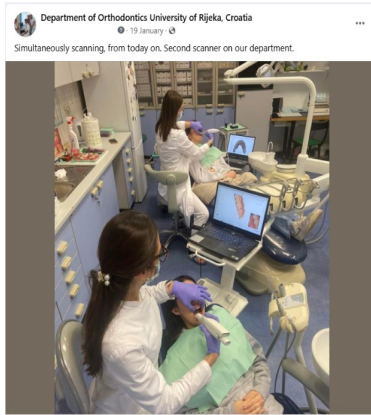 Department of Orthodontics University of Rijeka, Croatia
19 January
Simultaneously scanning, from today on. Second scanner on our department.